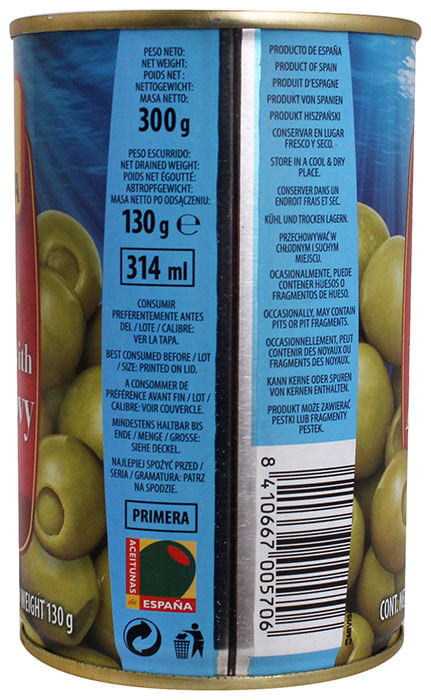 PESO NETO:
NET WEIGHT:
POIDS NET :
NETTOGEWICHT:
MASA NETTO:
300 g
PESO ESCURRIDO:
NET DRAINED WEIGHT:
POIDS NET ÉGOUTTÉ:
ABTROPFGEWICHT:
MASA NETTO PO ODSĄCZENIU:
130 g ℮
314 ml
CONSUMIR
PREFERENTEMENTE ANTES
DEL / LOTE / CALIBRE:
VER LA TAPA.
BEST CONSUMED BEFORE / LOT
/ SIZE: PRINTED ON LID.
A CONSOMMER DE
PRÉFÉRENCE AVANT FIN / LOT /
CALIBRE: VOIR COUVERCLE.
MINDESTENS HALTBAR BIS
ENDE / MENGE / GROSSE:
SIEHE DECKEL.
NAJLEPIEJ SPOŻYĆ PRZED /
SERIA / GRAMATURA: PATRZ
NA SPODZIE.
PRIMERA
ACEITUNAS
de ESPAÑA
PRODUCTO DE ESPAÑA
PRODUCT OF SPAIN
PRODUIT D'ESPAGNE
PRODUKT VON SPANIEN
PRODUKT HISZPAŃSKI
CONSERVAR EN LUGAR
FRESCO Y SECO.
STORE IN A COOL & DRY
PLACE.
CONSERVER DANS UN
ENDROIT FRAIS ET SEC.
KÜHL UND TROCKEN LAGERN.
PRZECHOWYWAĆ W
CHŁODNYM I SUCHYM
MIEJSCU.
OCASIONALMENTE, PUEDE
CONTENER HUESOS O
FRAGMENTOS DE HUESO.
OCCASIONALLY, MAY CONTAIN
PITS OR PIT FRAGMENTS.
OCCASIONNELLEMENT, PEUT
CONTENIR DES NOYAUX OU
FRAGMENTS DES NOYAUX.
KANN KERNE ODER SPUREN
VON KERNEN ENTHALTEN.
PRODUKT MOŻE ZAWIERAĆ
PESTKI LUB FRAGMENTY
PESTEK.
8 410667 005706
WEIGHT 130 g
CONT.